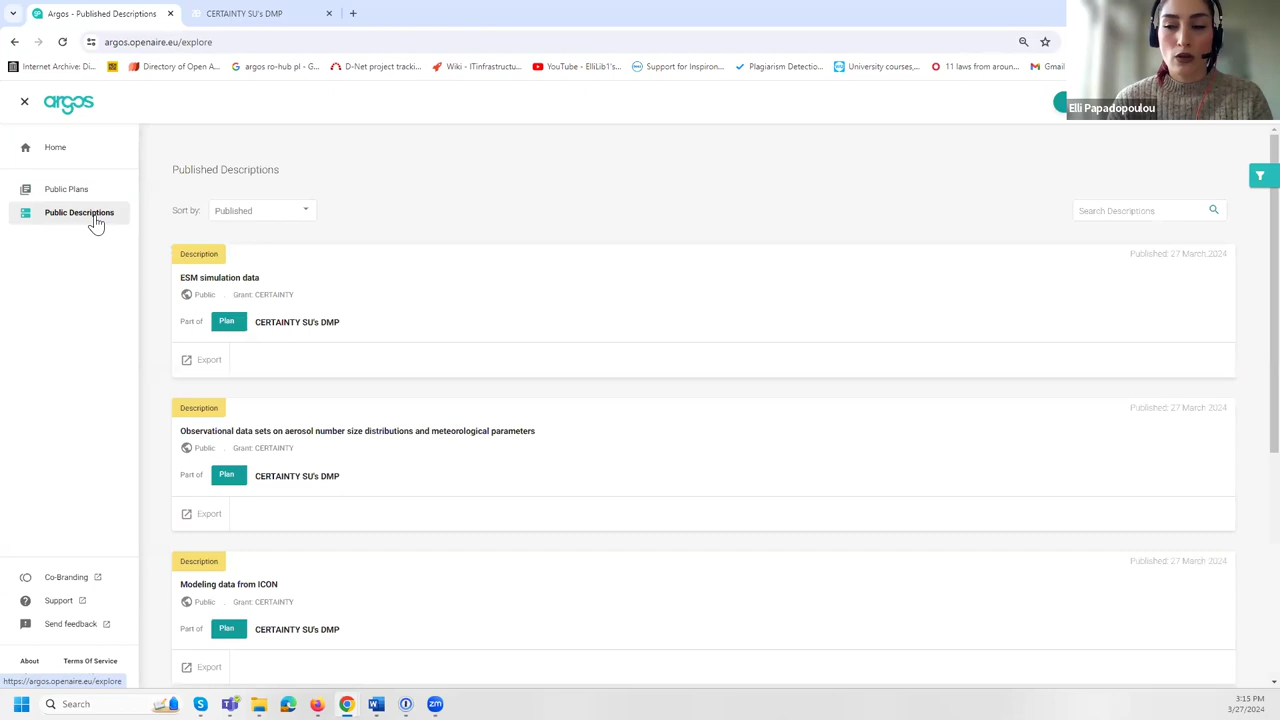 Argos - Published Descriptions
CERTAINTY SU's DMP
argos.openaire.eu/explore
Internet Archive: Di...
Directory of Open A...
argos ro-hub pl - G...
D-Net project tracki...
Wiki - ITinfrastructur...
YouTube - ElliLib1's...
Support for Inspiron...
Plagiarism Detectio...
University courses,...
11 laws from aroun...
Gmail
Elli Papadopoulou
argos
Home
Public Plans
Public Descriptions
Published Descriptions
Sort by: Published
Search Descriptions
Description
Published: 27 March 2024
ESM simulation data
Public . Grant: CERTAINTY
Part of Plan CERTAINTY SU's DMP
Export
Description
Published: 27 March 2024
Observational data sets on aerosol number size distributions and meteorological parameters
Public . Grant: CERTAINTY
Part of Plan CERTAINTY SU's DMP
Export
Description
Published: 27 March 2024
Modeling data from ICON
Public . Grant: CERTAINTY
Part of Plan CERTAINTY SU's DMP
Export
Co-Branding
Support
Send feedback
About Terms Of Service
https://argos.openaire.eu/explore
Search
3:15 PM
3/27/2024